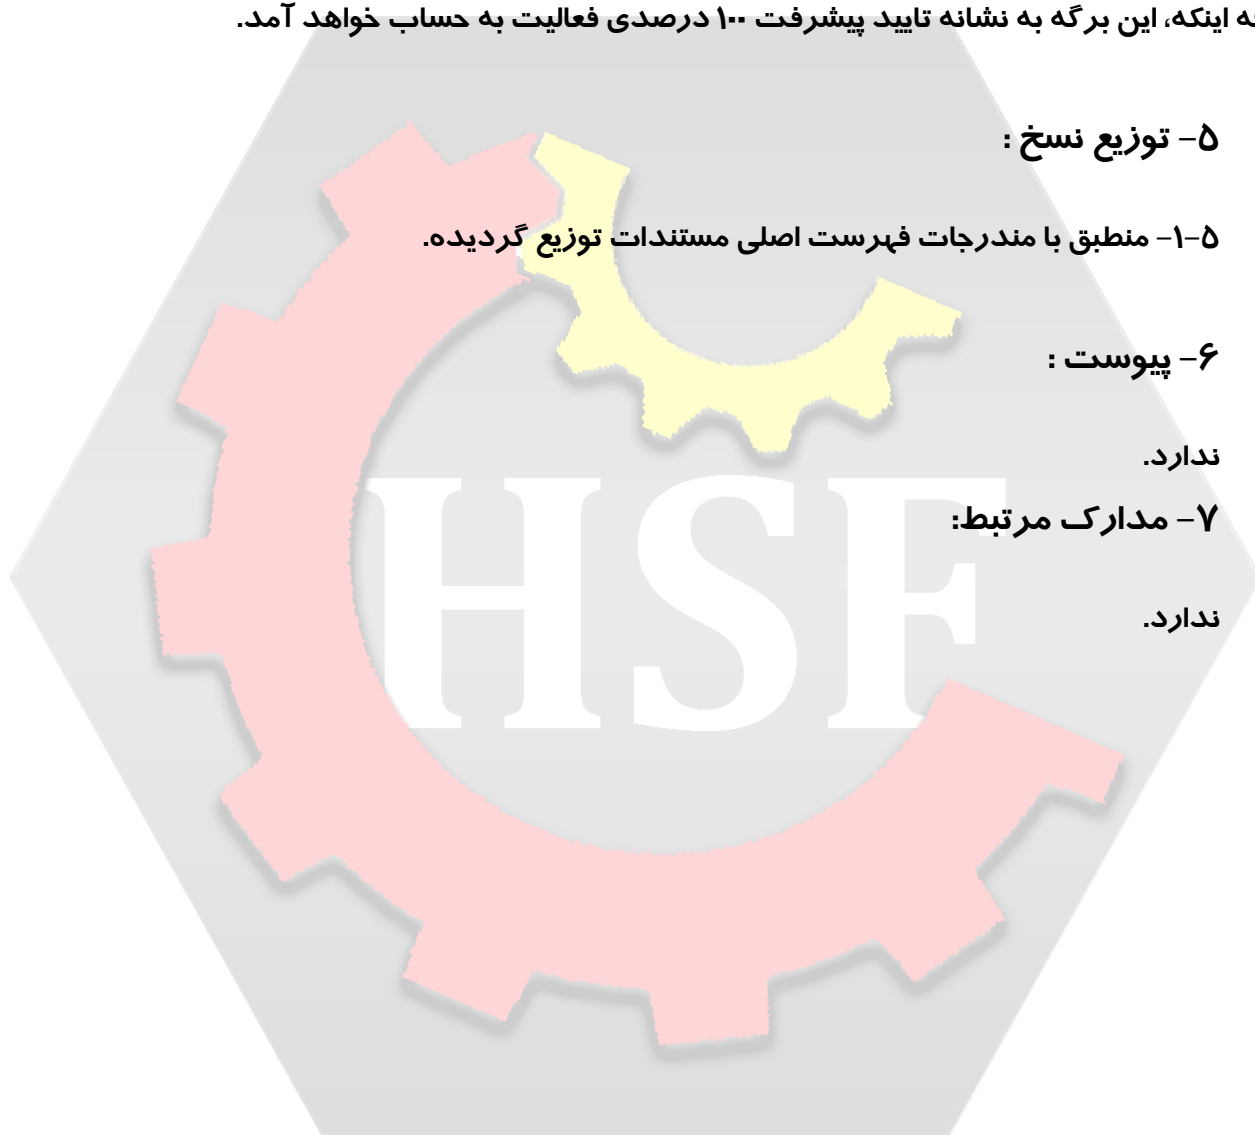 اینکه، این برگه به نشانه تایید پیشرفت ۱۰۰ درصدی فعالیت به حساب خواهد آمد.
۵- توزیع نسخ :
۵-۱- منطبق با مندرجات فهرست اصلی مستندات توزیع گردیده.
۶- پیوست :
ندارد.
HSF
۷- مدارک مرتبط:
ندارد.